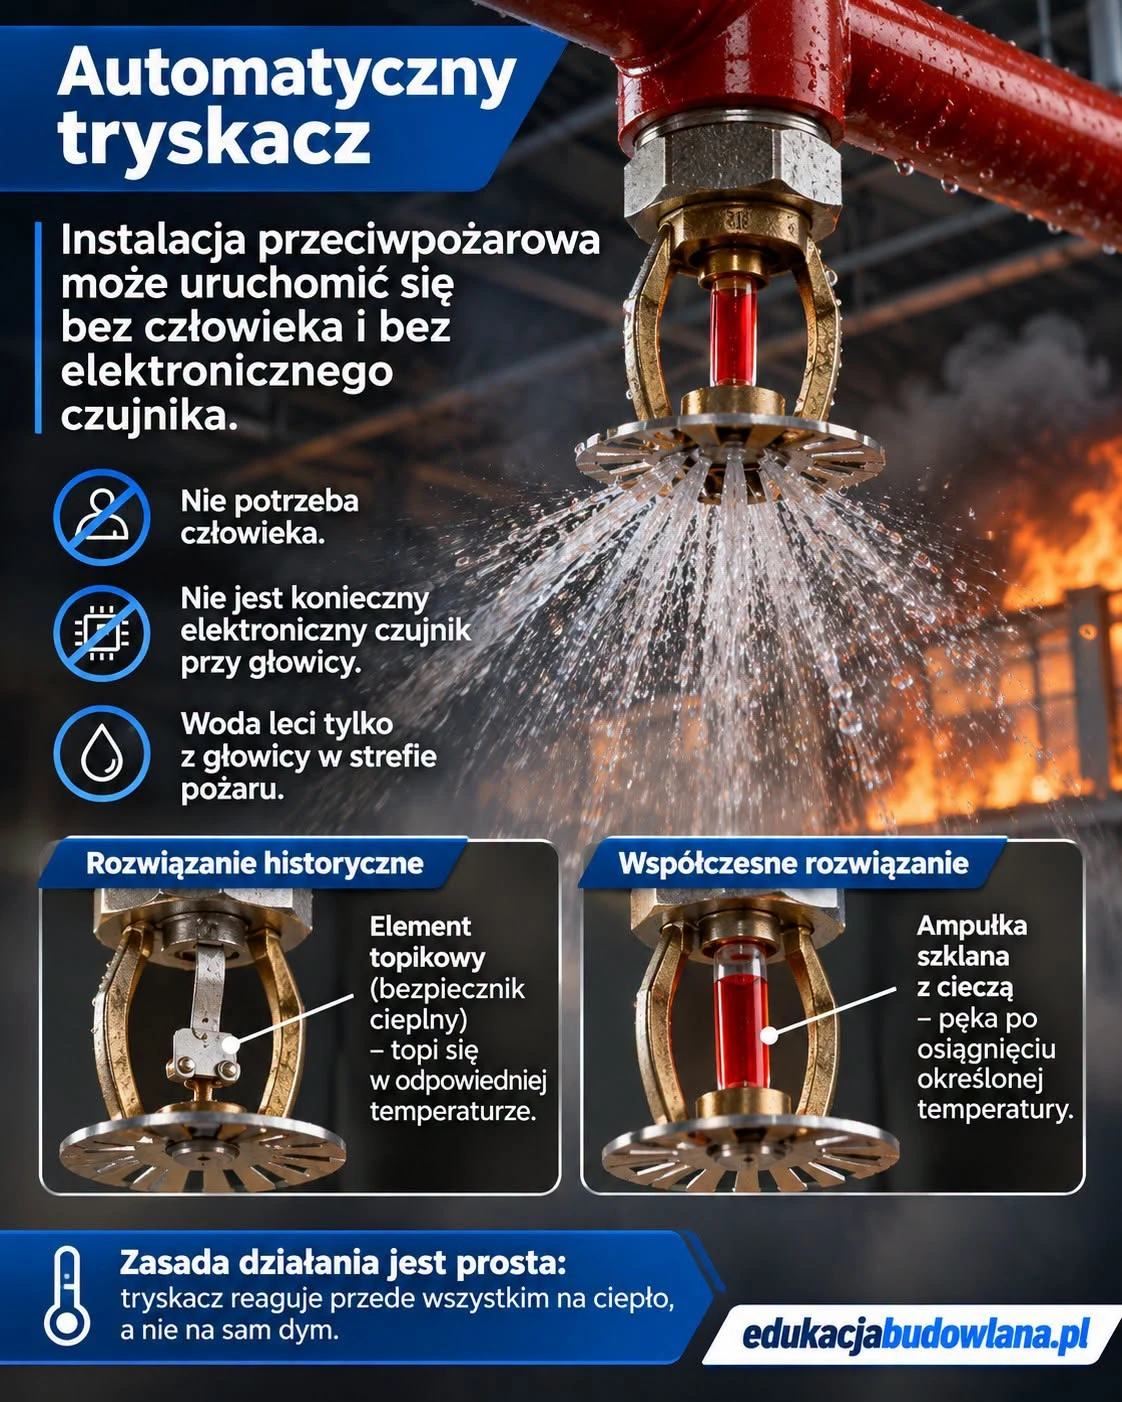 Automatyczny
tryskacz
Instalacja przeciwpożarowa
może uruchomić się
bez człowieka i bez
elektronicznego
czujnika.
Nie potrzeba
człowieka.
Nie jest konieczny
elektroniczny czujnik
przy głowicy.
Woda leci tylko
z głowicy w strefie
pożaru.
Rozwiązanie historyczne
Element
topikowy
(bezpiecznik
cieplny)
– topi się
w odpowiedniej
temperaturze.
Współczesne rozwiązanie
Ampułka
szklana
z cieczą
– pęka po
osiągnięciu
określonej
temperatury.
Zasada działania jest prosta:
tryskacz reaguje przede wszystkim na ciepło,
a nie na sam dym.
edukacjabudowlana.pl